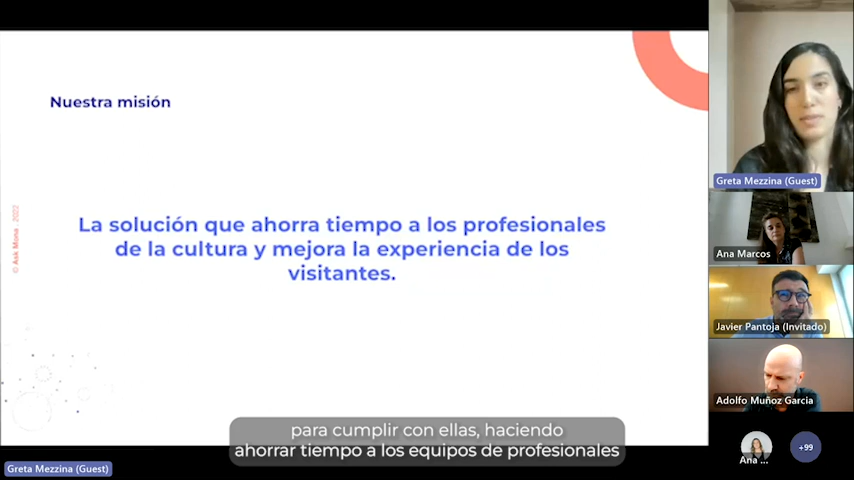 Nuestra misión
La solución que ahorra tiempo a los profesionales
de la cultura y mejora la experiencia de los
visitantes.
© Ask Mona - 2022
para cumplir con ellas, haciendo
ahorrar tiempo a los equipos de profesionales
Greta Mezzina (Guest)
Greta Mezzina (Guest)
Ana Marcos
Javier Pantoja (Invitado)
Adolfo Muñoz Garcia
Ana ...
+99